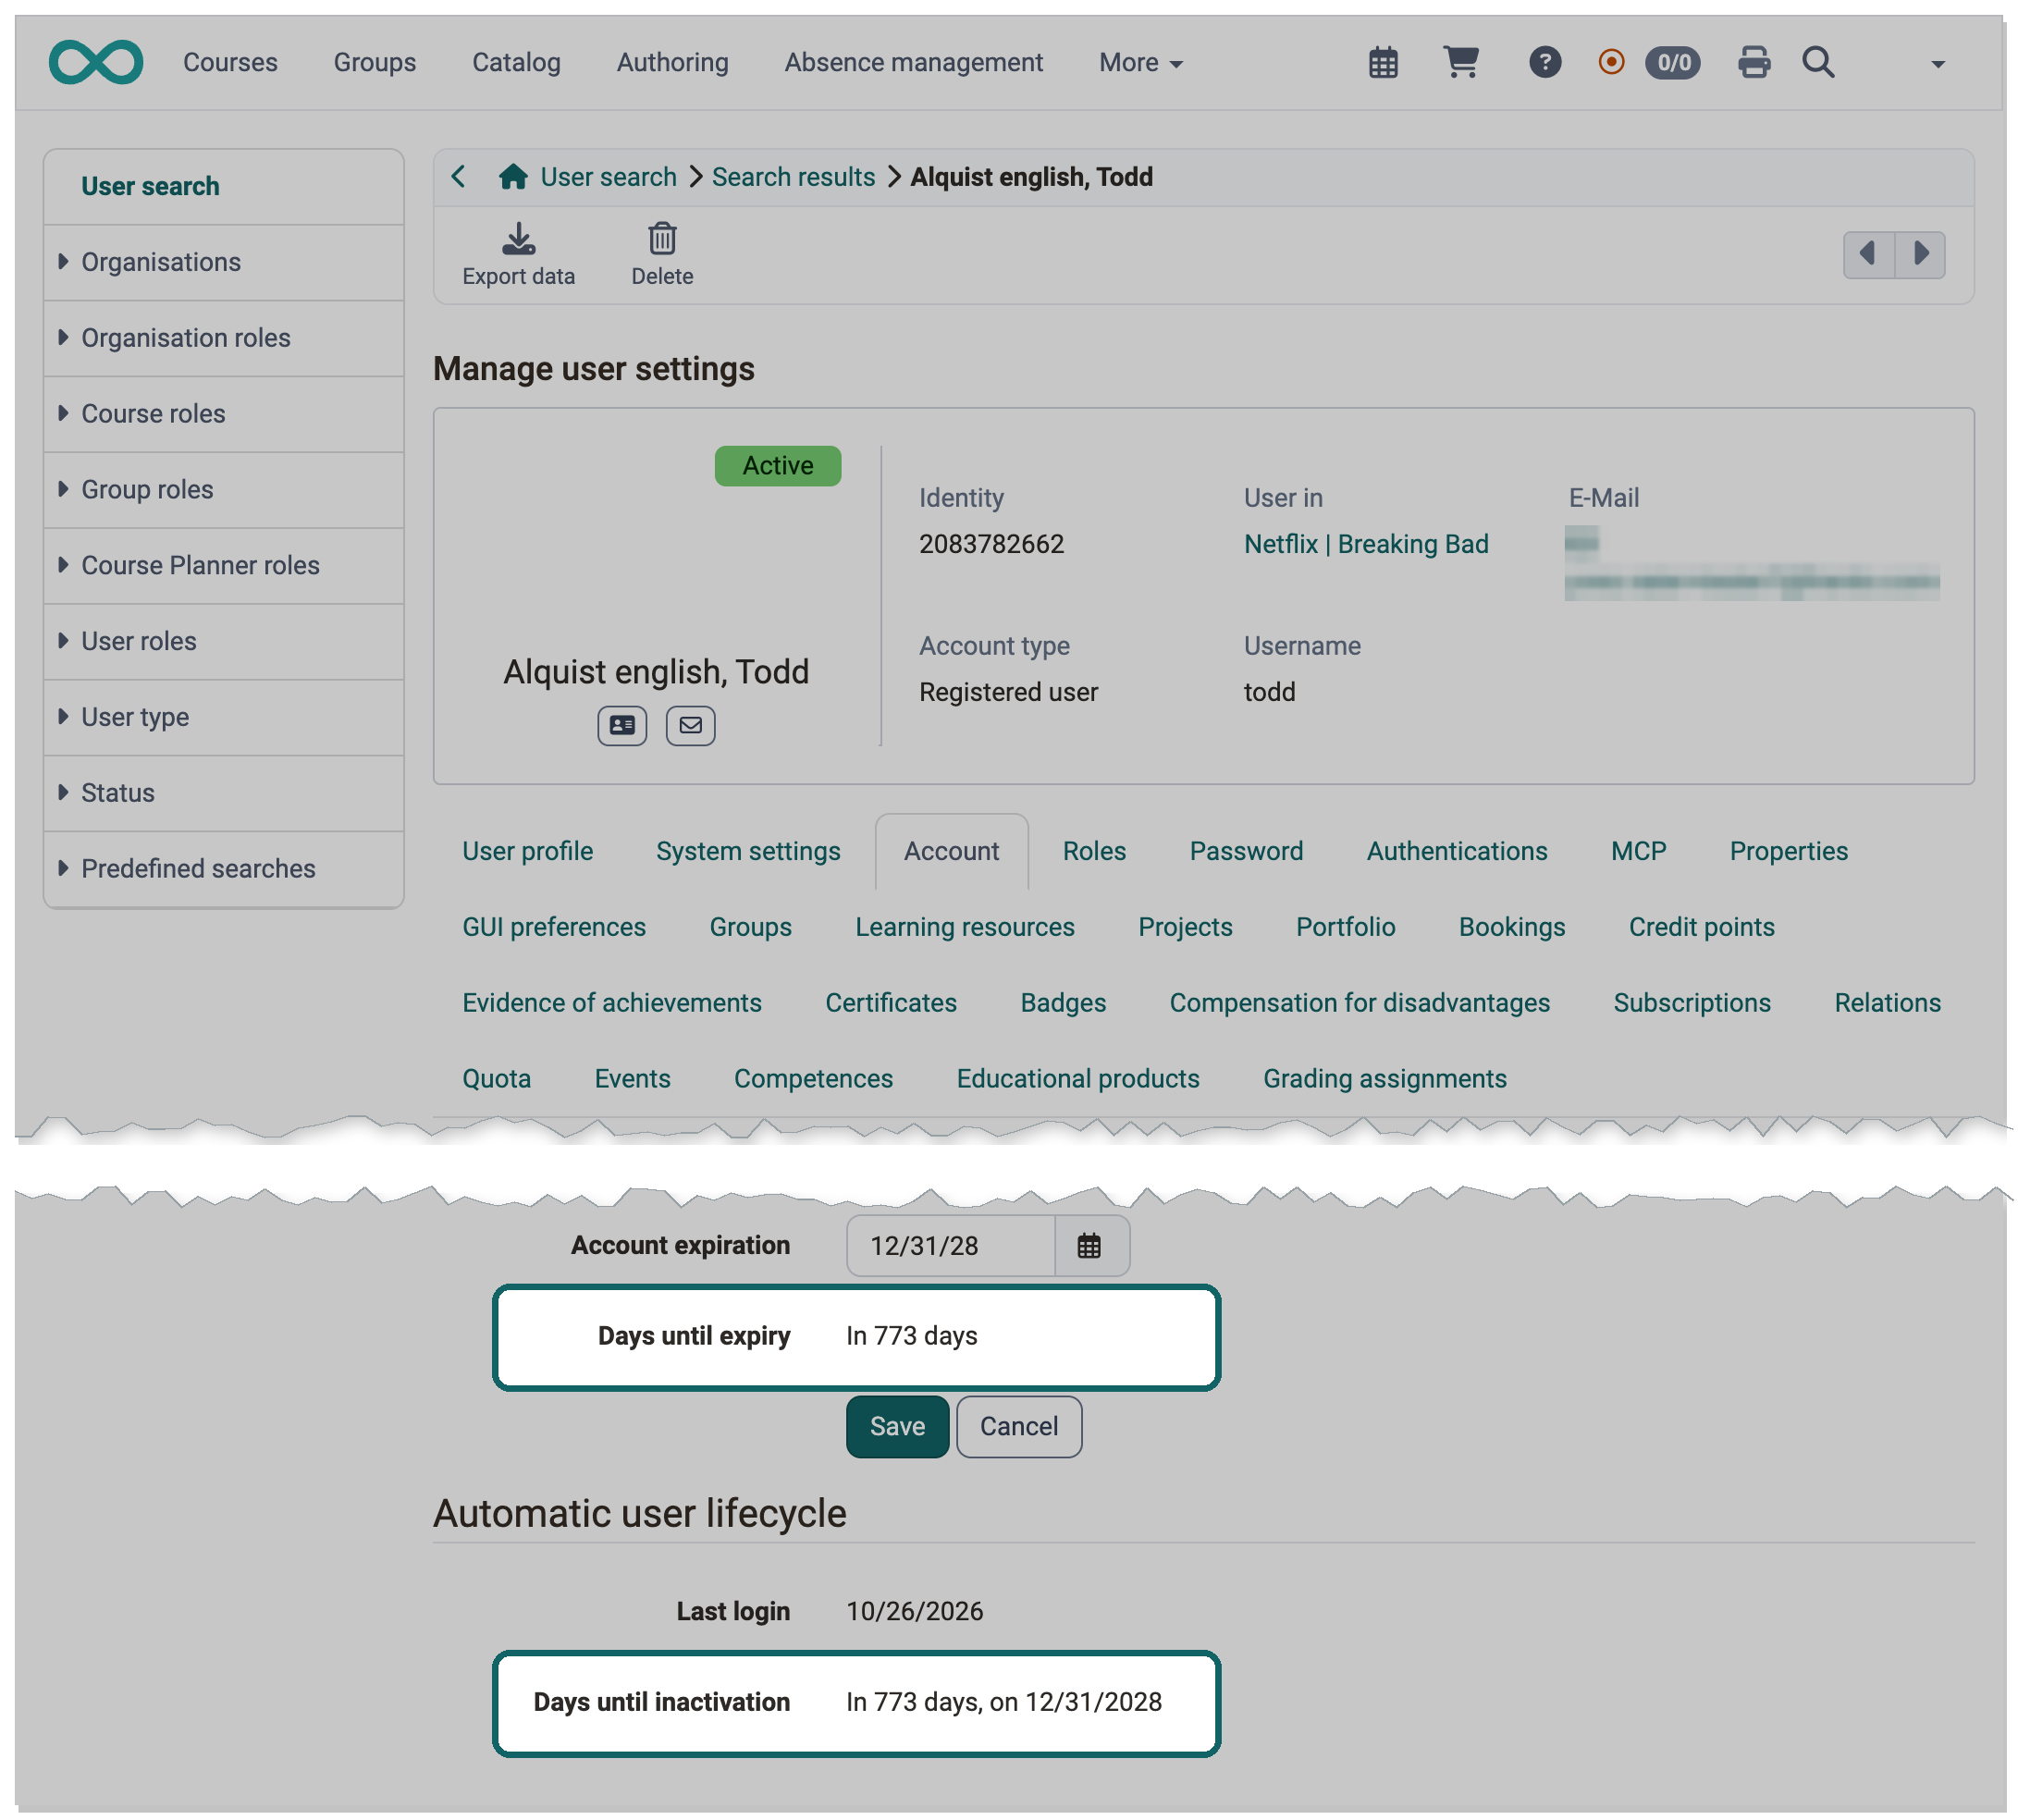 Courses Groups Catalog Authoring Absence management More 0/0
User search
Organisations
Organisation roles
Course roles
Group roles
Course Planner roles
User roles
User type
Status
Predefined searches
User search Search results Alquist english, Todd
Export data Delete
Manage user settings
Active
Alquist english, Todd
Identity User in E-Mail
2083782662 Netflix | Breaking Bad
Account type Username
Registered user todd
User profile System settings Account Roles Password Authentications MCP Properties
GUI preferences Groups Learning resources Projects Portfolio Bookings Credit points
Evidence of achievements Certificates Badges Compensation for disadvantages Subscriptions Relations
Quota Events Competences Educational products Grading assignments
Account expiration 12/31/28
Days until expiry In 773 days
Save Cancel
Automatic user lifecycle
Last login 10/26/2026
Days until inactivation In 773 days, on 12/31/2028